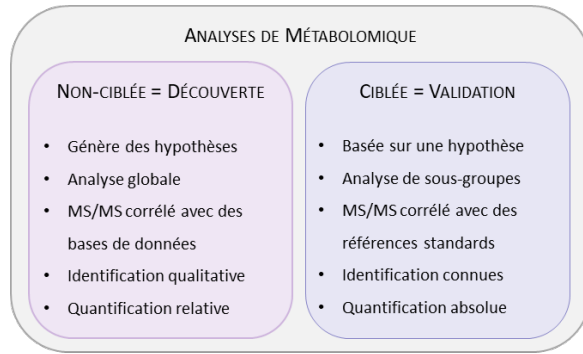 ANALYSES DE MÉTABOLOMIQUE
NON-CIBLÉE = DÉCOUVERTE
• Génère des hypothèses
• Analyse globale
• MS/MS corrélé avec des
bases de données
• Identification qualitative
• Quantification relative
CIBLÉE = VALIDATION
• Basée sur une hypothèse
• Analyse de sous-groupes
• MS/MS corrélé avec des
références standards
• Identification connues
• Quantification absolue